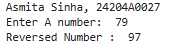 Asmita Sinha, 24204A0027
Enter A number:  79
Reversed Number :  97